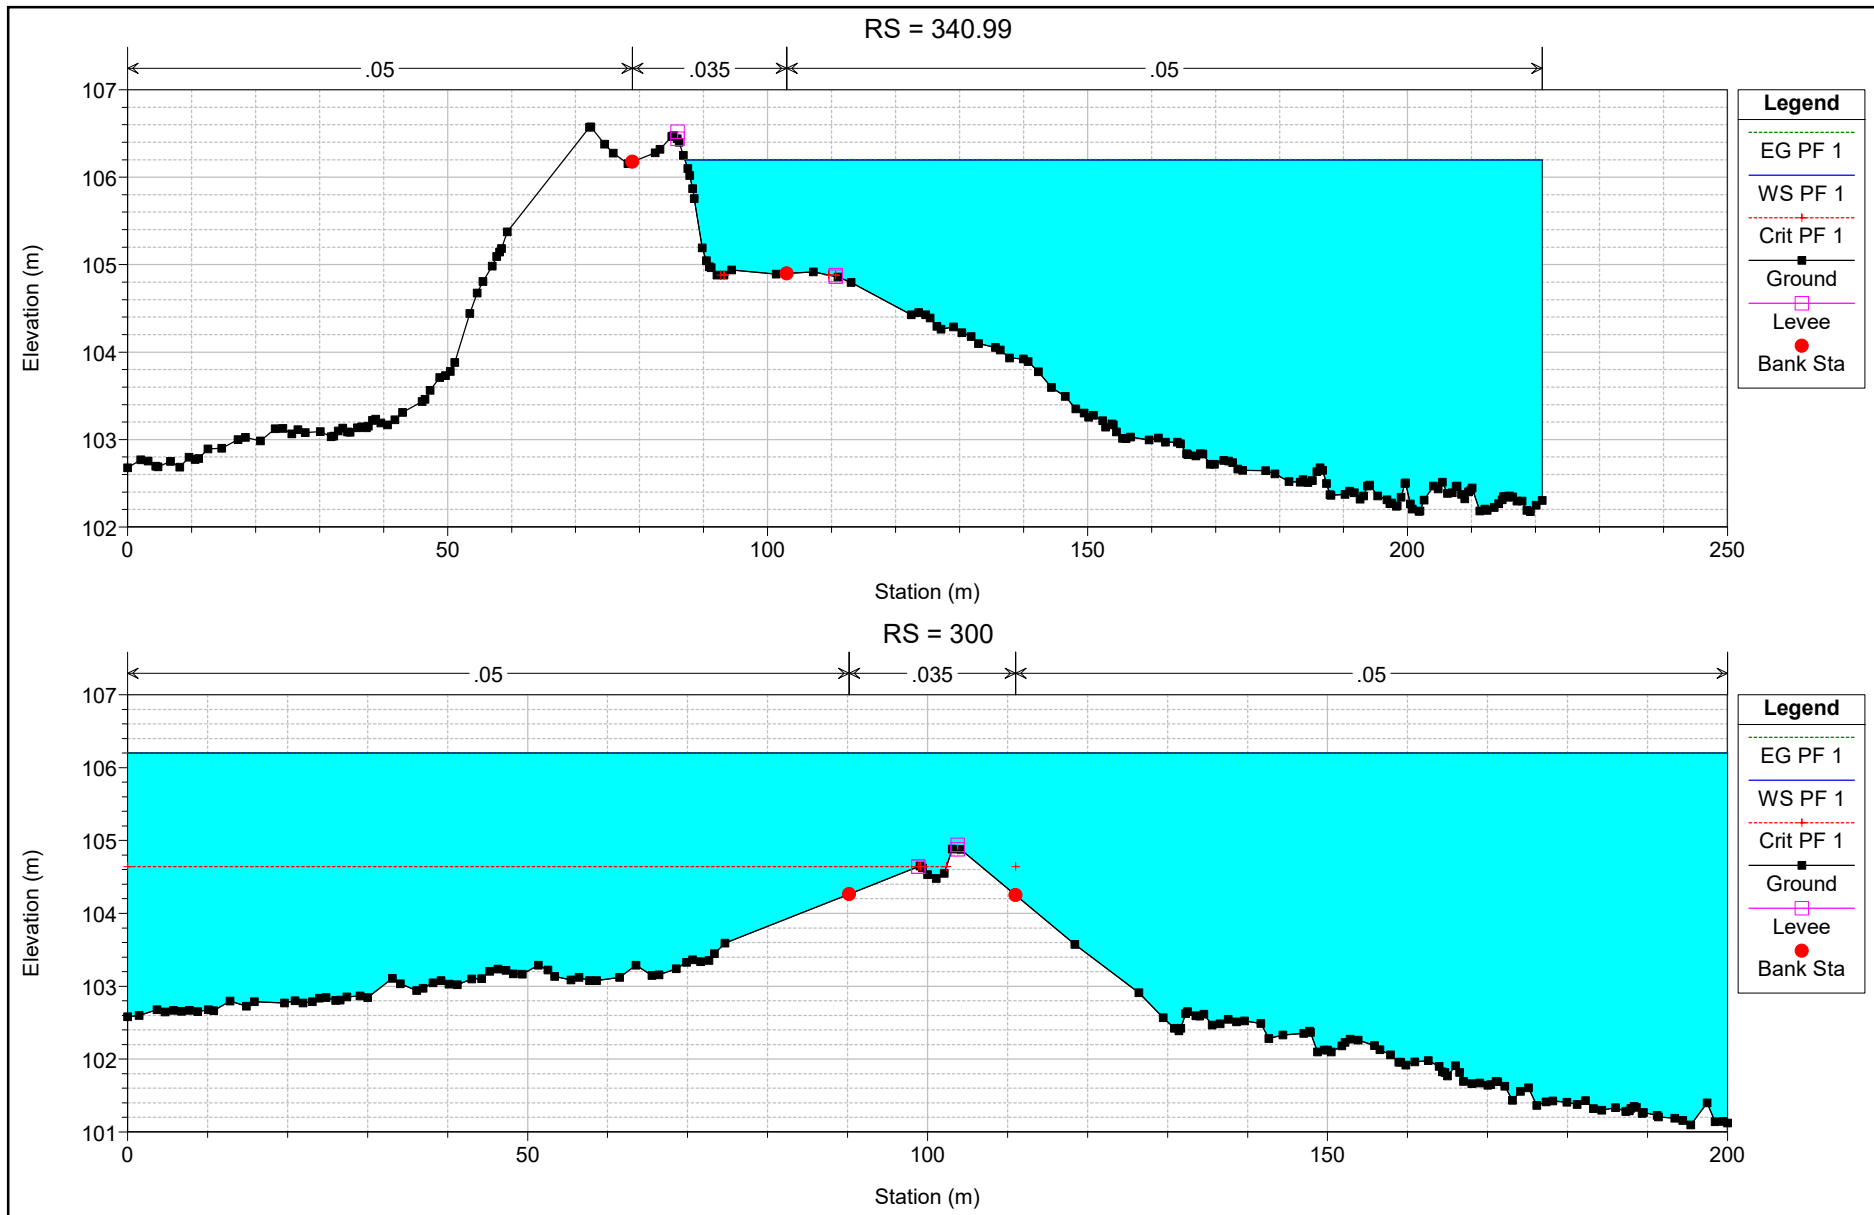 RS = 340.99
.05 .035 .05
107
106
105
104
103
102
0 50 100 150 200 250
Elevation (m)
Station (m)
Legend
EG PF 1
WS PF 1
Crit PF 1
Ground
Levee
Bank Sta
RS = 300
.05 .035 .05
107
106
105
104
103
102
101
0 50 100 150 200
Elevation (m)
Station (m)
Legend
EG PF 1
WS PF 1
Crit PF 1
Ground
Levee
Bank Sta